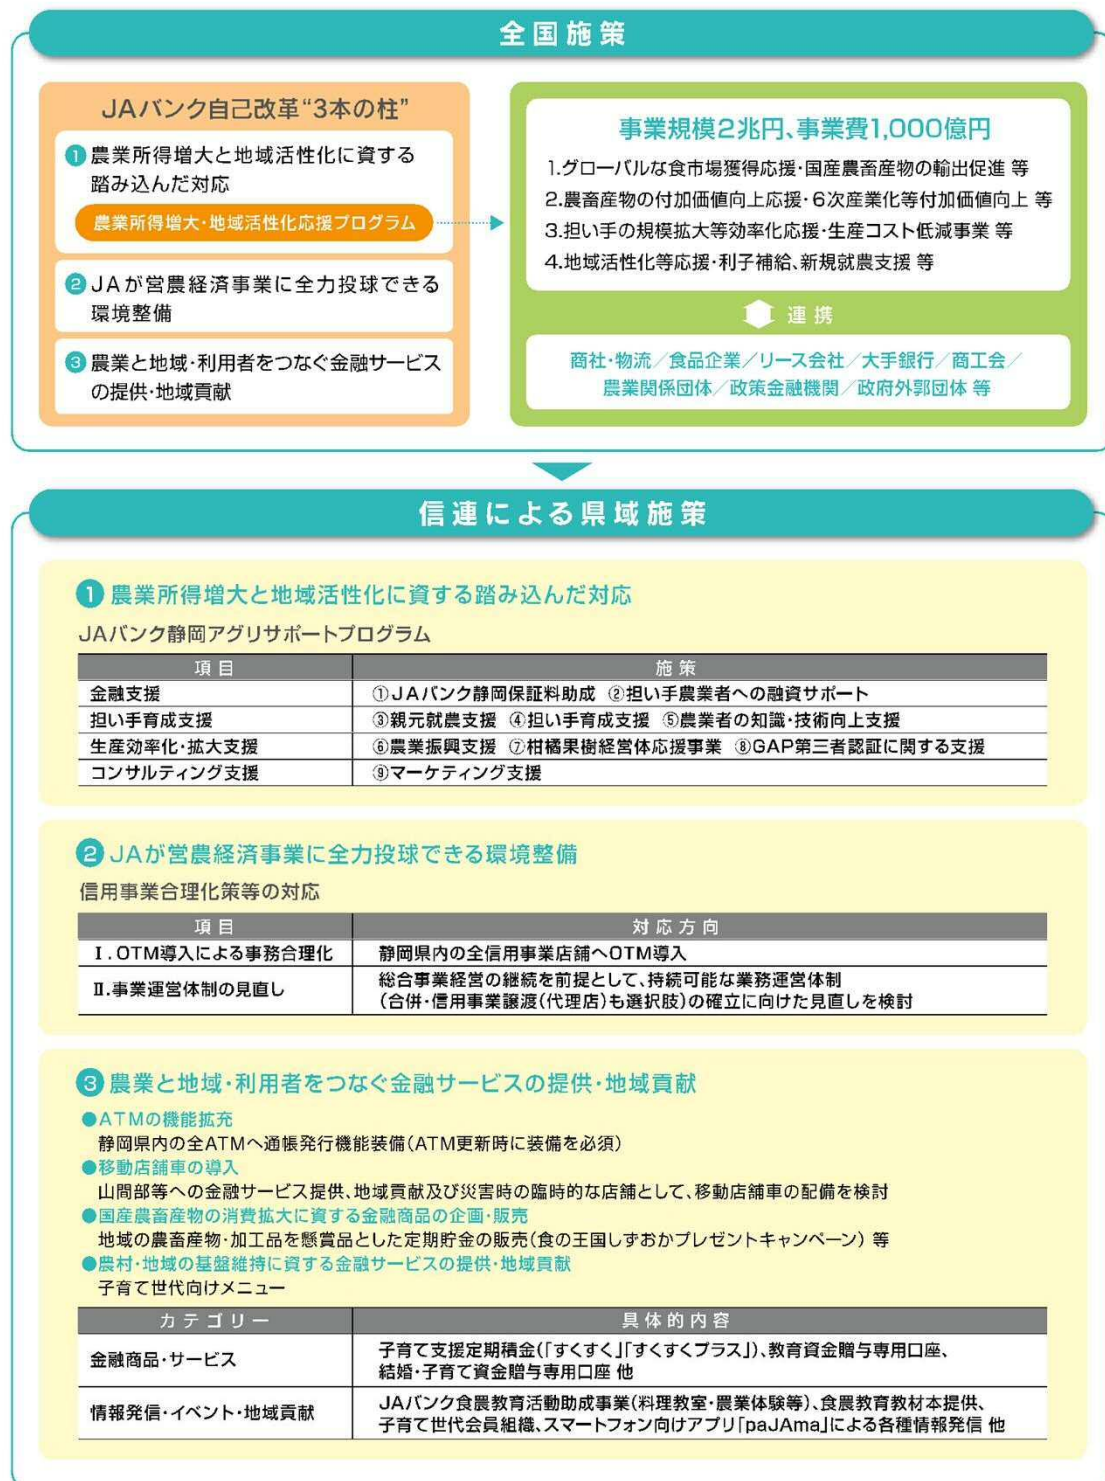 全国施策
JAバンク自己改革“3本の柱”
❶農業所得増大と地域活性化に資する
踏み込んだ対応
農業所得増大・地域活性化応援プログラム
❷JAが営農経済事業に全力投球できる
環境整備
❸農業と地域・利用者をつなぐ金融サービス
の提供・地域貢献
事業規模2兆円、事業費1,000億円
1.グローバルな食市場獲得応援・国産農畜産物の輸出促進 等
2.農畜産物の付加価値向上応援・6次産業化等付加価値向上 等
3.担い手の規模拡大等効率化応援・生産コスト低減事業 等
4.地域活性化等応援・利子補給、新規就農支援 等
連携
商社・物流／食品企業／リース会社／大手銀行／商工会／
農業関係団体／政策金融機関／政府外郭団体 等
信連による県域施策
❶農業所得増大と地域活性化に資する踏み込んだ対応
JAバンク静岡アグリサポートプログラム
項目 施策
金融支援 ①JAバンク静岡保証料助成 ②担い手農業者への融資サポート
担い手育成支援 ③親元就農支援 ④担い手育成支援 ⑤農業者の知識・技術向上支援
生産効率化・拡大支援 ⑥農業振興支援 ⑦柑橘果樹経営体応援事業 ⑧GAP第三者認証に関する支援
コンサルティング支援 ⑨マーケティング支援
❷JAが営農経済事業に全力投球できる環境整備
信用事業合理化策等の対応
項目 対応方向
Ⅰ.OTM導入による事務合理化 静岡県内の全信用事業店舗へOTM導入
Ⅱ.事業運営体制の見直し 総合事業経営の継続を前提として、持続可能な業務運営体制
(合併・信用事業譲渡(代理店)も選択肢)の確立に向けた見直しを検討
❸農業と地域・利用者をつなぐ金融サービスの提供・地域貢献
●ATMの機能拡充
静岡県内の全ATMへ通帳発行機能装備(ATM更新時に装備を必須)
●移動店舗車の導入
山間部等への金融サービス提供、地域貢献及び災害時の臨時的な店舗として、移動店舗車の配備を検討
●国産農畜産物の消費拡大に資する金融商品の企画・販売
地域の農畜産物・加工品を懸賞品とした定期貯金の販売(食の王国しずおかプレゼントキャンペーン) 等
●農村・地域の基盤維持に資する金融サービスの提供・地域貢献
子育て世代向けメニュー
カテゴリー 具体的内容
金融商品・サービス 子育て支援定期積金(「すくすく」「すくすくプラス」)、教育資金贈与専用口座、
結婚・子育て資金贈与専用口座 他
情報発信・イベント・地域貢献 JAバンク食農教育活動助成事業(料理教室・農業体験等)、食農教育教材本提供、
子育て世代会員組織、スマートフォン向けアプリ「paJAma」による各種情報発信 他